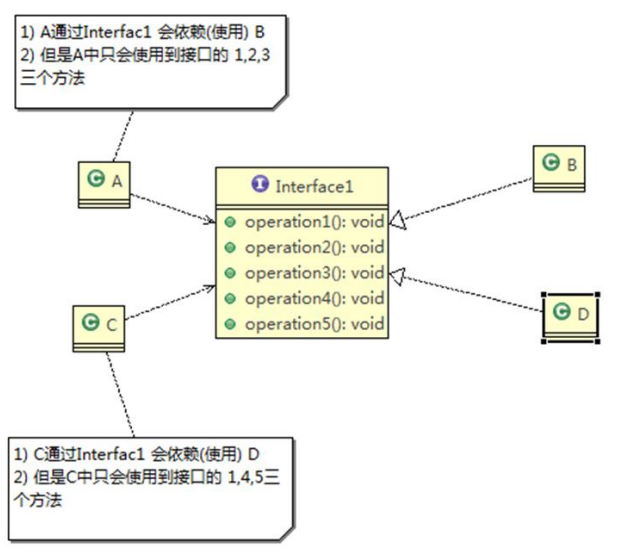 1) A通过Interfac1 会依赖(使用) B
2) 但是A中只会使用到接口的 1,2,3
三个方法
C A
C B
I Interface1
operation1(): void
operation2(): void
operation3(): void
operation4(): void
operation5(): void
C C
C D
1) C通过Interfac1 会依赖(使用) D
2) 但是C中只会使用到接口的 1,4,5三
个方法